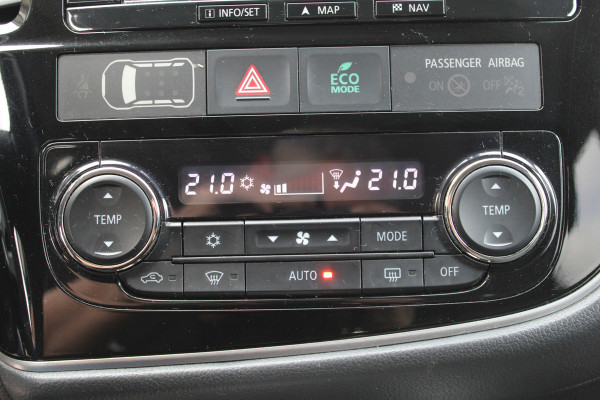 INFO/SET MAP NAV
ECO MODE PASSENGER AIRBAG
ON OFF 2
21.0 21.0
TEMP TEMP
MODE
AUTO OFF